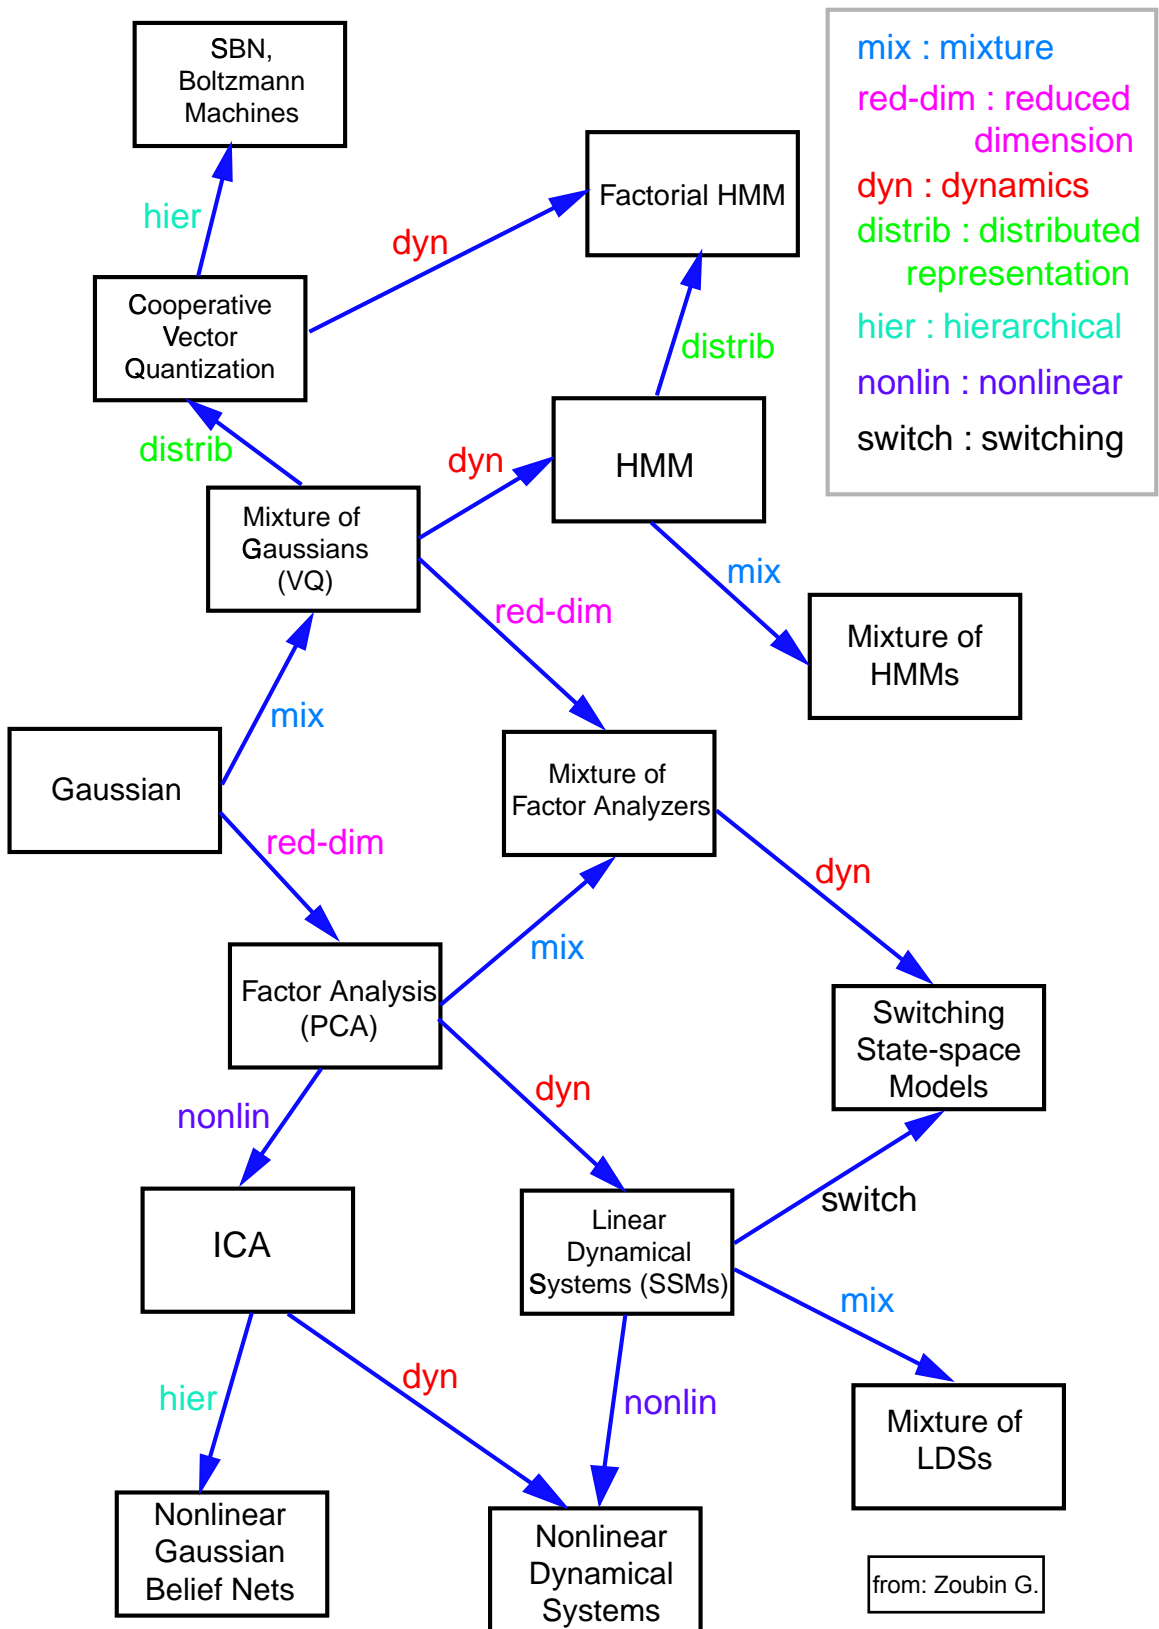 SBN,
Boltzmann
Machines
mix : mixture
red-dim : reduced
dimension
dyn : dynamics
distrib : distributed
representation
hier : hierarchical
nonlin : nonlinear
switch : switching
Factorial HMM
hier
dyn
Cooperative
Vector
Quantization
distrib
distrib
dyn
HMM
Mixture of
Gaussians
(VQ)
mix
red-dim
Mixture of
HMMs
mix
Gaussian
Mixture of
Factor Analyzers
red-dim
dyn
mix
Factor Analysis
(PCA)
Switching
State-space
Models
nonlin
dyn
switch
ICA
Linear
Dynamical
Systems (SSMs)
mix
hier
dyn
nonlin
Mixture of
LDSs
Nonlinear
Gaussian
Belief Nets
Nonlinear
Dynamical
Systems
from: Zoubin G.